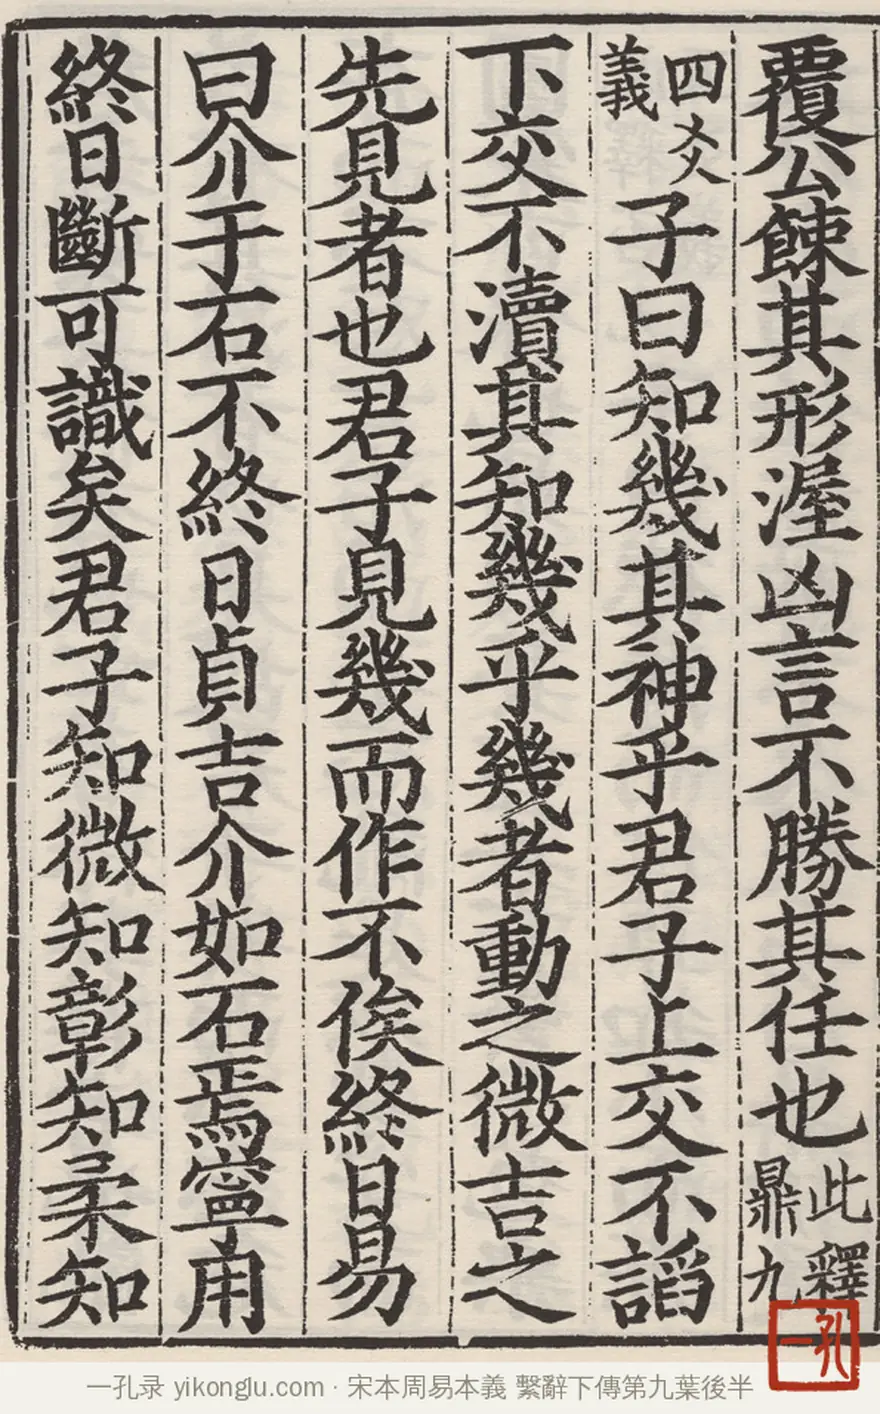 覆公餗其形渥凶言不勝其任也此釋鼎九
四爻義子曰知幾其神乎君子上交不諂
下交不瀆其知幾乎幾者動之微吉之
先見者也君子見幾而作不俟終日易
曰介于石不終日貞吉介如石焉寧用
終日斷可識矣君子知微知彰知柔知
一孔
一孔录 yikonglu.com · 宋本周易本義 繫辭下傳第九葉後半